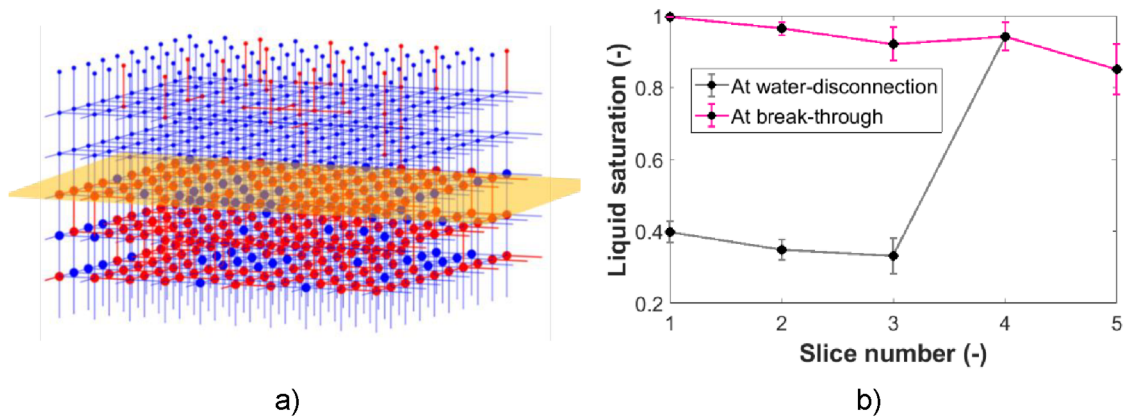 Liquid saturation (-)
1
0.8
0.6
0.4
0.2
At water-disconnection
At break-through
1 2 3 4 5
Slice number (-)
a) b)